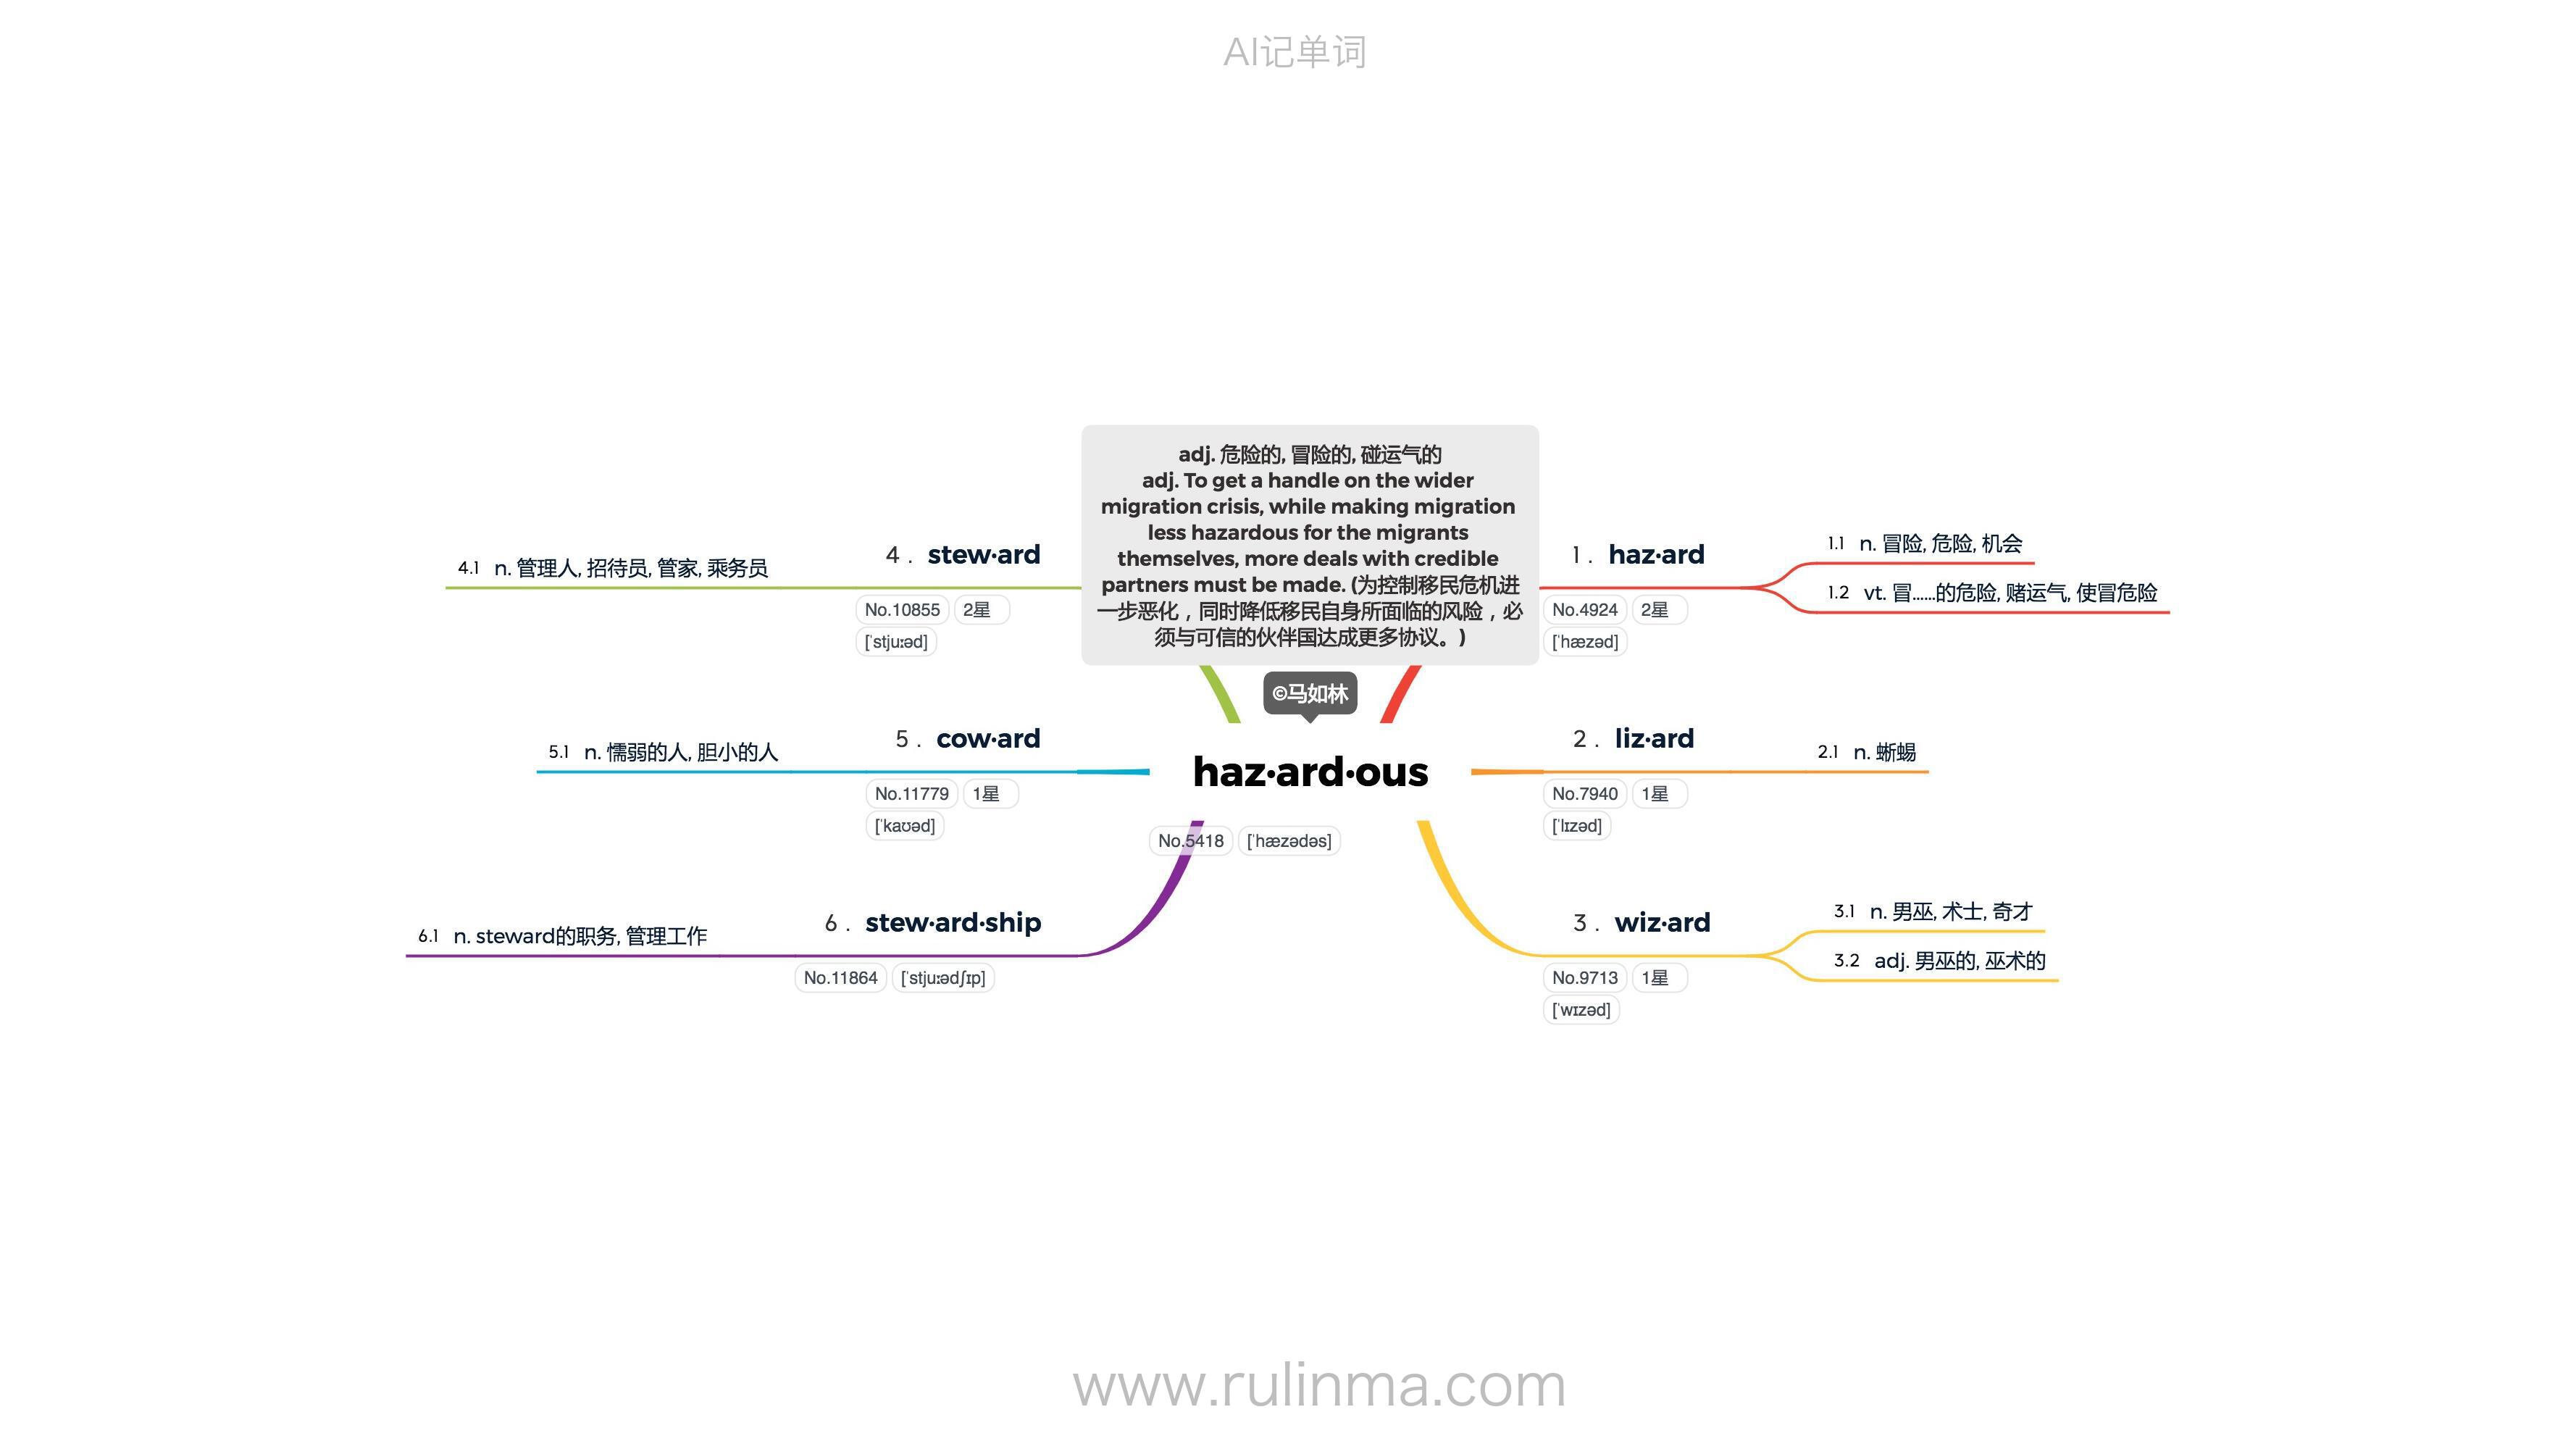 AI记单词
adj. 危险的, 冒险的, 碰运气的
adj. To get a handle on the wider
migration crisis, while making migration
less hazardous for the migrants
themselves, more deals with credible
partners must be made. (为控制移民危机进
一步恶化，同时降低移民自身所面临的风险，必
须与可信的伙伴国达成更多协议。)
©马如林
haz·ard·ous
No.5418 [ˈhæzədəs]
1 . haz·ard
No.4924 2星
[ˈhæzəd]
1.1 n. 冒险, 危险, 机会
1.2 vt. 冒……的危险, 赌运气, 使冒危险
2 . liz·ard
No.7940 1星
[ˈlɪzəd]
2.1 n. 蜥蜴
3 . wiz·ard
No.9713 1星
[ˈwɪzəd]
3.1 n. 男巫, 术士, 奇才
3.2 adj. 男巫的, 巫术的
4 . stew·ard
No.10855 2星
[ˈstjuːəd]
4.1 n. 管理人, 招待员, 管家, 乘务员
5 . cow·ard
No.11779 1星
[ˈkaʊəd]
5.1 n. 懦弱的人, 胆小的人
6 . stew·ard·ship
No.11864 [ˈstjuːədʃɪp]
6.1 n. steward的职务, 管理工作
www.rulinma.com